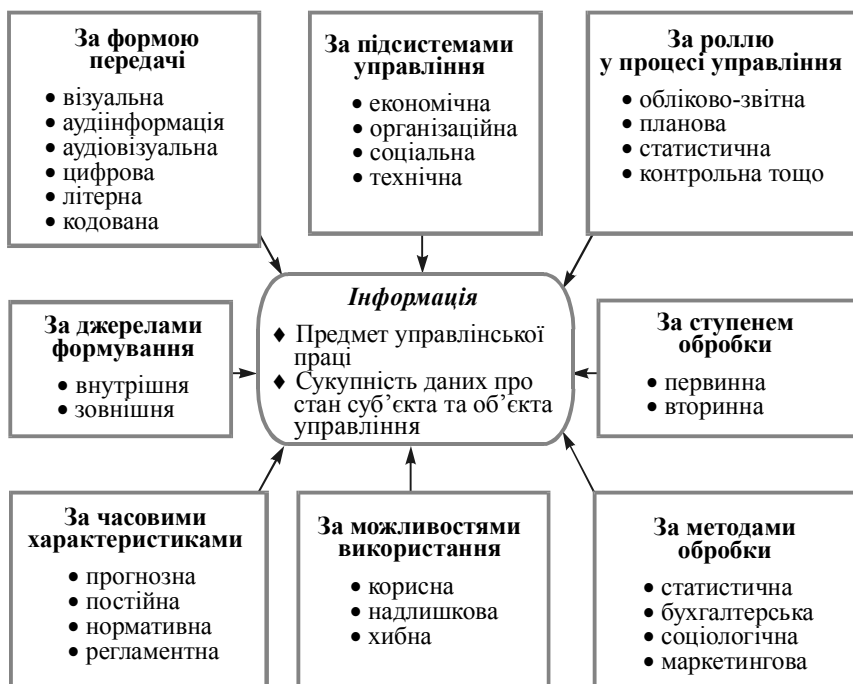 За формою
передачі
• візуальна
• аудіінформація
• аудіовізуальна
• цифрова
• літерна
• кодована
За підсистемами
управління
• економічна
• організаційна
• соціальна
• технічна
За роллю
у процесі управління
• обліково-звітна
• планова
• статистична
• контрольна тощо
За джерелами
формування
• внутрішня
• зовнішня
Інформація
♦ Предмет управлінської
праці
♦ Сукупність даних про
стан суб’єкта та об’єкта
управління
За ступенем
обробки
• первинна
• вторинна
За часовими
характеристиками
• прогнозна
• постійна
• нормативна
• регламентна
За можливостями
використання
• корисна
• надлишкова
• хибна
За методами
обробки
• статистична
• бухгалтерська
• соціологічна
• маркетингова